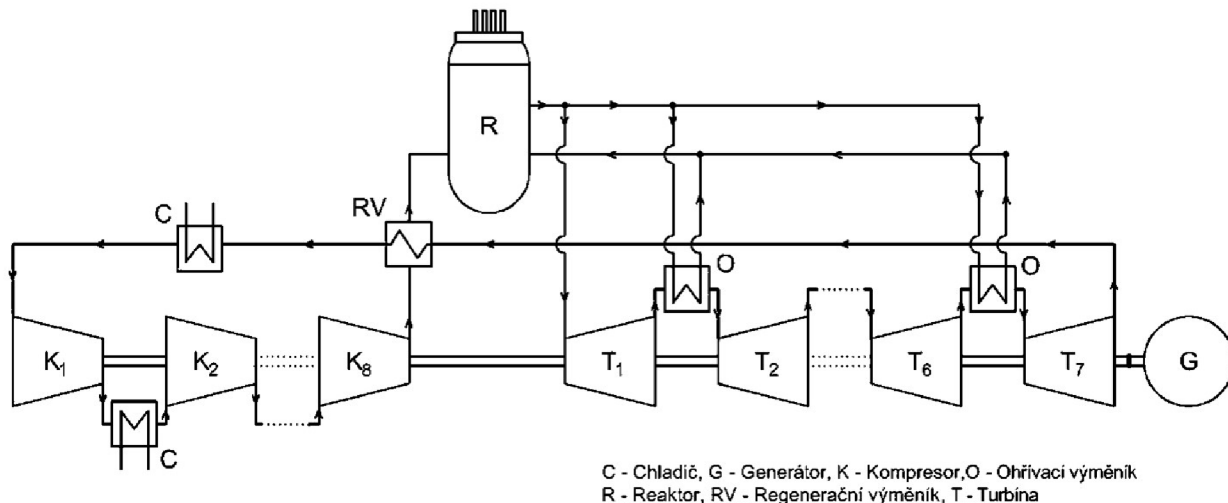 R
C
RV
O
O
K1
K2
K8
T1
T2
T6
T7
G
C
C - Chladič, G - Generátor, K - Kompresor,O - Ohřívací výměník
R - Reaktor, RV - Regenerační výměník, T - Turbína